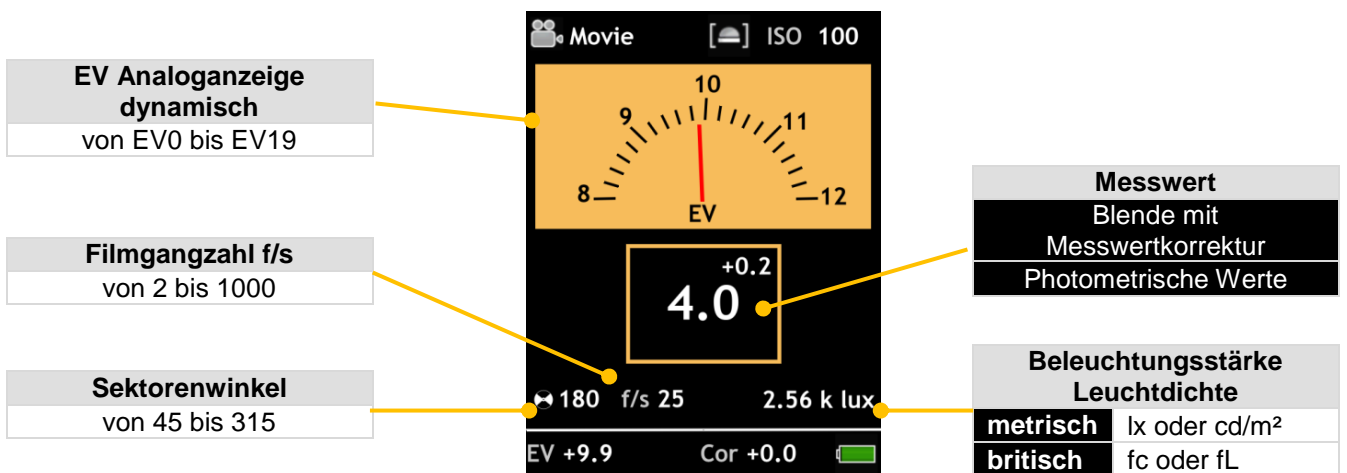 Movie ISO 100
EV Analoganzeige
dynamisch
von EV0 bis EV19
10
9
11
8
12
EV
Messwert
Blende mit
Messwertkorrektur
Photometrische Werte
Filmgangzahl f/s
von 2 bis 1000
+0.2
4.0
Sektorenwinkel
von 45 bis 315
180 f/s 25 2.56 k lux
EV +9.9 Cor +0.0
Beleuchtungsstärke
Leuchtdichte
metrisch lx oder cd/m²
britisch fc oder fL